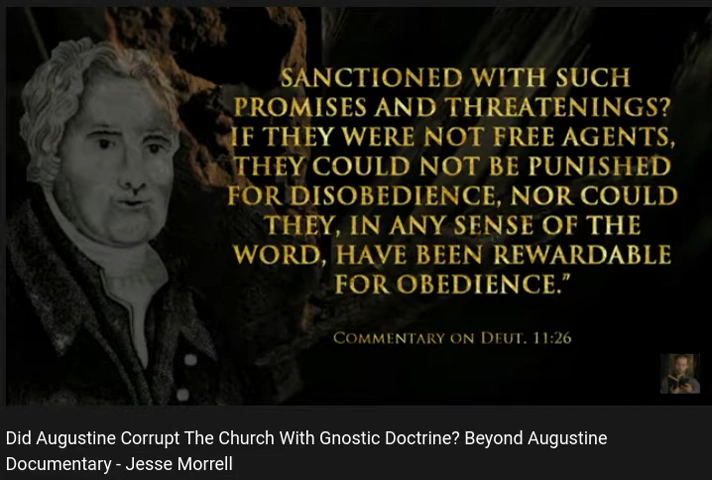 SANCTIONED WITH SUCH
PROMISES AND THREATENINGS?
IF THEY WERE NOT FREE AGENTS,
THEY COULD NOT BE PUNISHED
FOR DISOBEDIENCE, NOR COULD
THEY, IN ANY SENSE OF THE
WORD, HAVE BEEN REWARDABLE
FOR OBEDIENCE.”
COMMENTARY ON DEUT. 11:26
Did Augustine Corrupt The Church With Gnostic Doctrine? Beyond Augustine
Documentary - Jesse Morrell